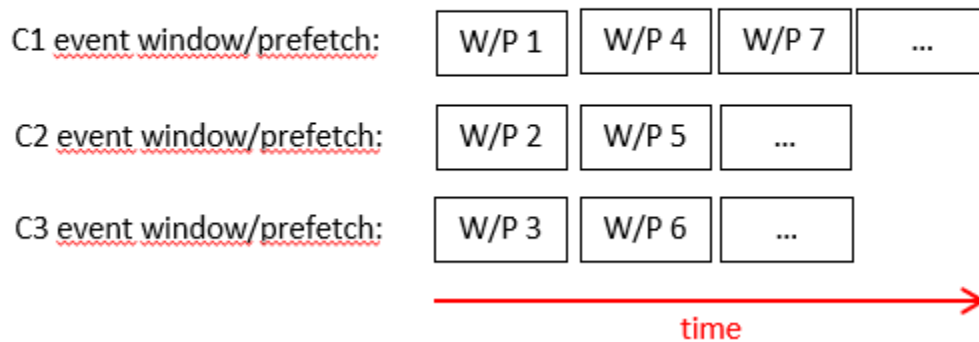 C1 event window/prefetch: W/P 1 W/P 4 W/P 7 ...
C2 event window/prefetch: W/P 2 W/P 5 ...
C3 event window/prefetch: W/P 3 W/P 6 ...
time